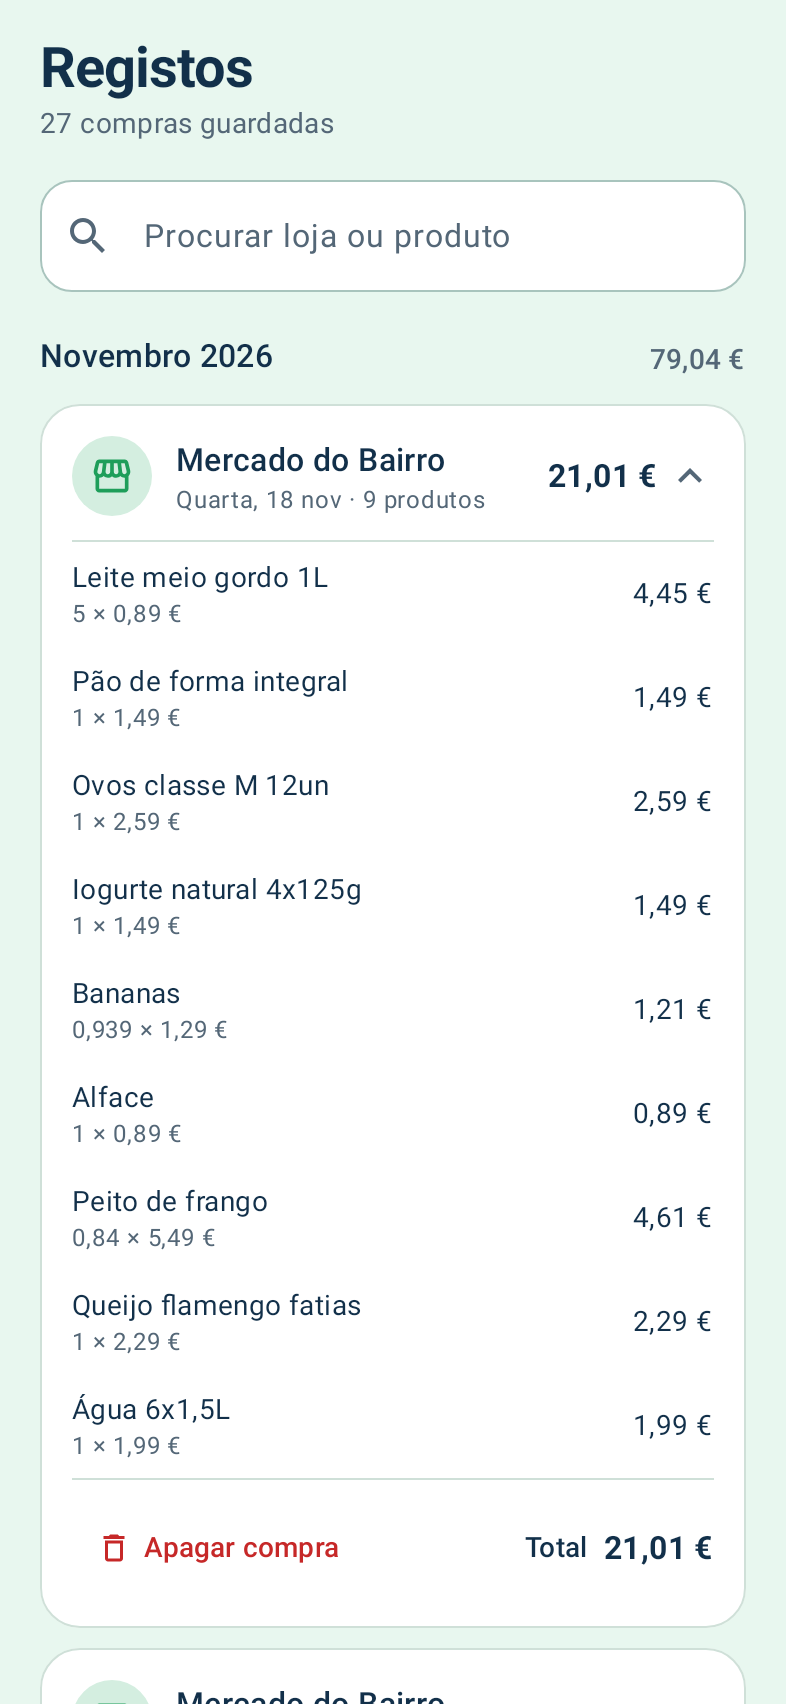 Registos
27 compras guardadas
Procurar loja ou produto
Novembro 2026
79,04 €
Mercado do Bairro
Quarta, 18 nov · 9 produtos
21,01 €
Leite meio gordo 1L
5 × 0,89 €
4,45 €
Pão de forma integral
1 × 1,49 €
1,49 €
Ovos classe M 12un
1 × 2,59 €
2,59 €
Iogurte natural 4x125g
1 × 1,49 €
1,49 €
Bananas
0,939 × 1,29 €
1,21 €
Alface
1 × 0,89 €
0,89 €
Peito de frango
0,84 × 5,49 €
4,61 €
Queijo flamengo fatias
1 × 2,29 €
2,29 €
Água 6x1,5L
1 × 1,99 €
1,99 €
Apagar compra
Total 21,01 €
Mercado do Bairro